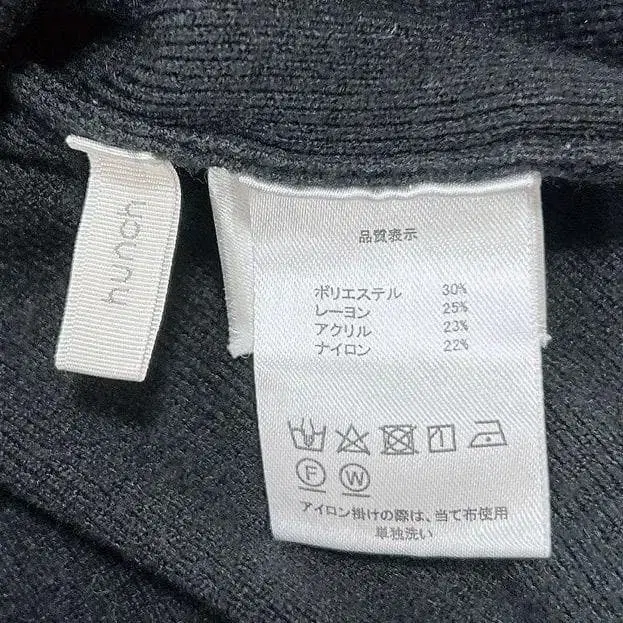 hunch
品質表示
ポリエステル 30%
レーヨン 25%
アクリル 23%
ナイロン 22%
F W
アイロン掛けの際は、当て布使用
単独洗い